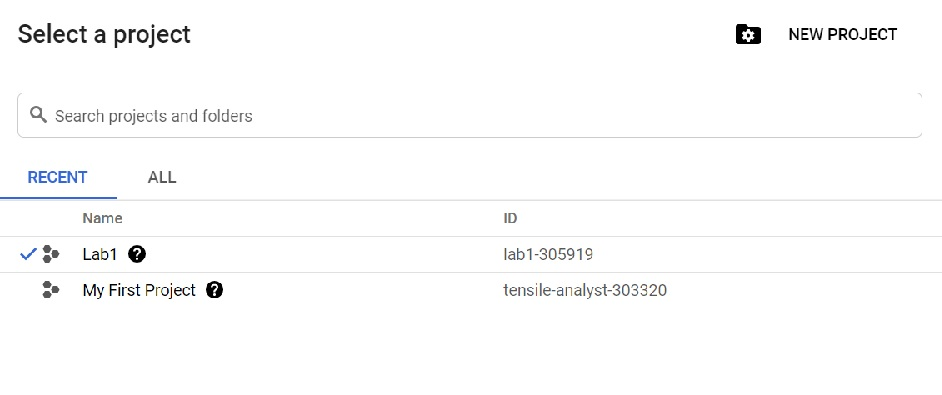 Select a project
NEW PROJECT
Search projects and folders
RECENT ALL
Name ID
Lab1 lab1-305919
My First Project tensile-analyst-303320